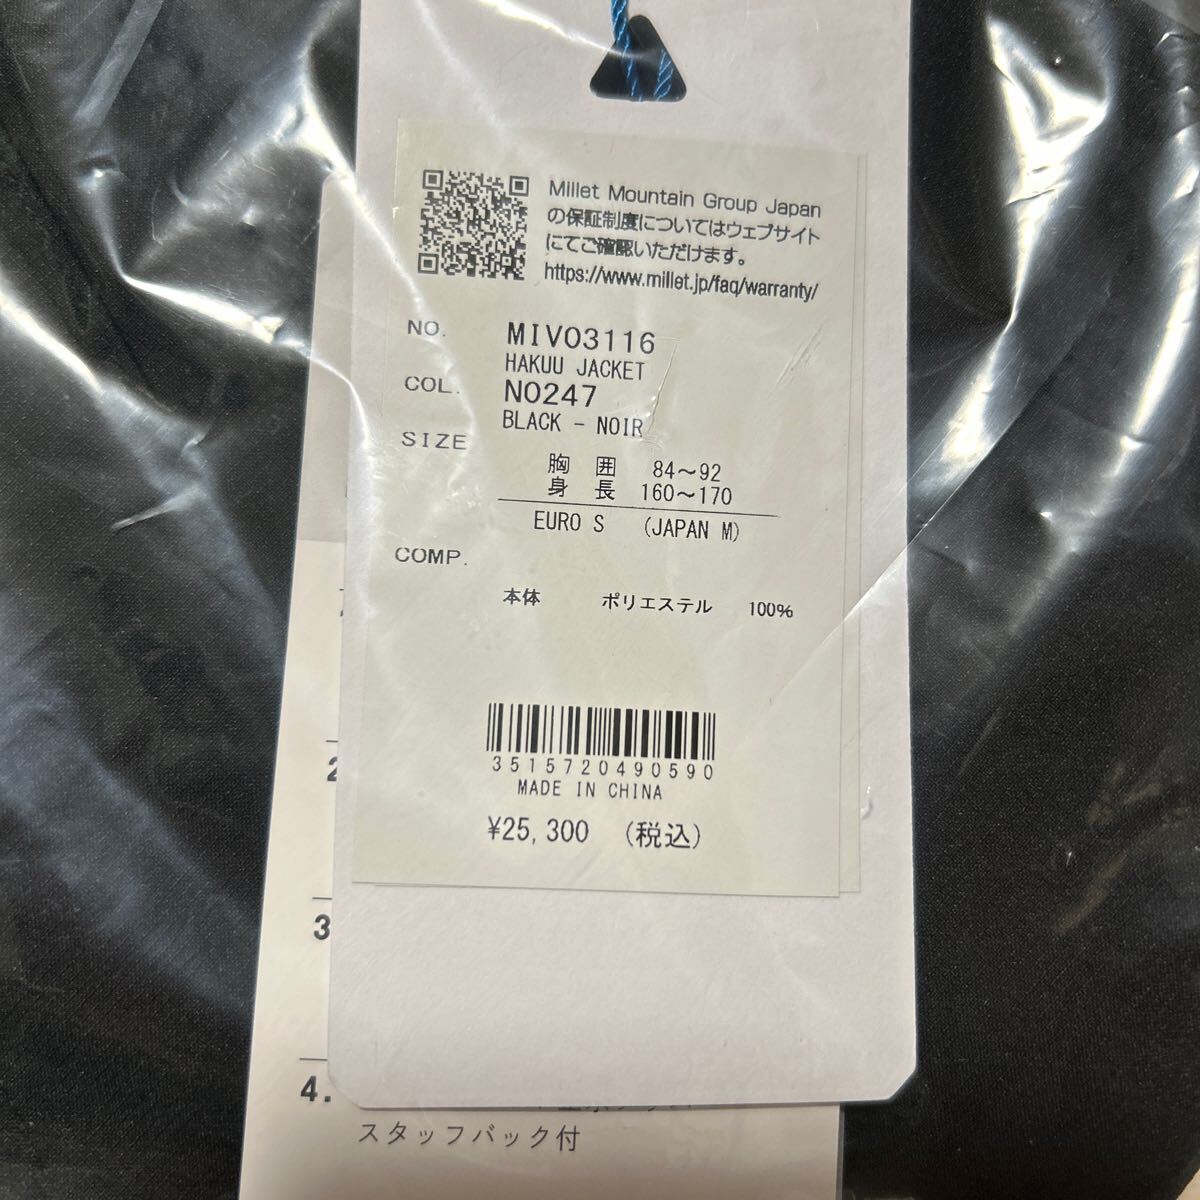 Millet Mountain Group Japan
の保証制度についてはウェブサイト
にてご確認いただけます。
https://www.millet.jp/faq/warranty/
NO. MIV03116
HAKUU JACKET
COL. N0247
BLACK - NOIR
SIZE
胸 囲 84～92
身 長 160～170
EURO S (JAPAN M)
COMP.
本体 ポリエステル 100%
3515720490590
MADE IN CHINA
¥25,300 (税込)
2
3
4.
スタッフバック付